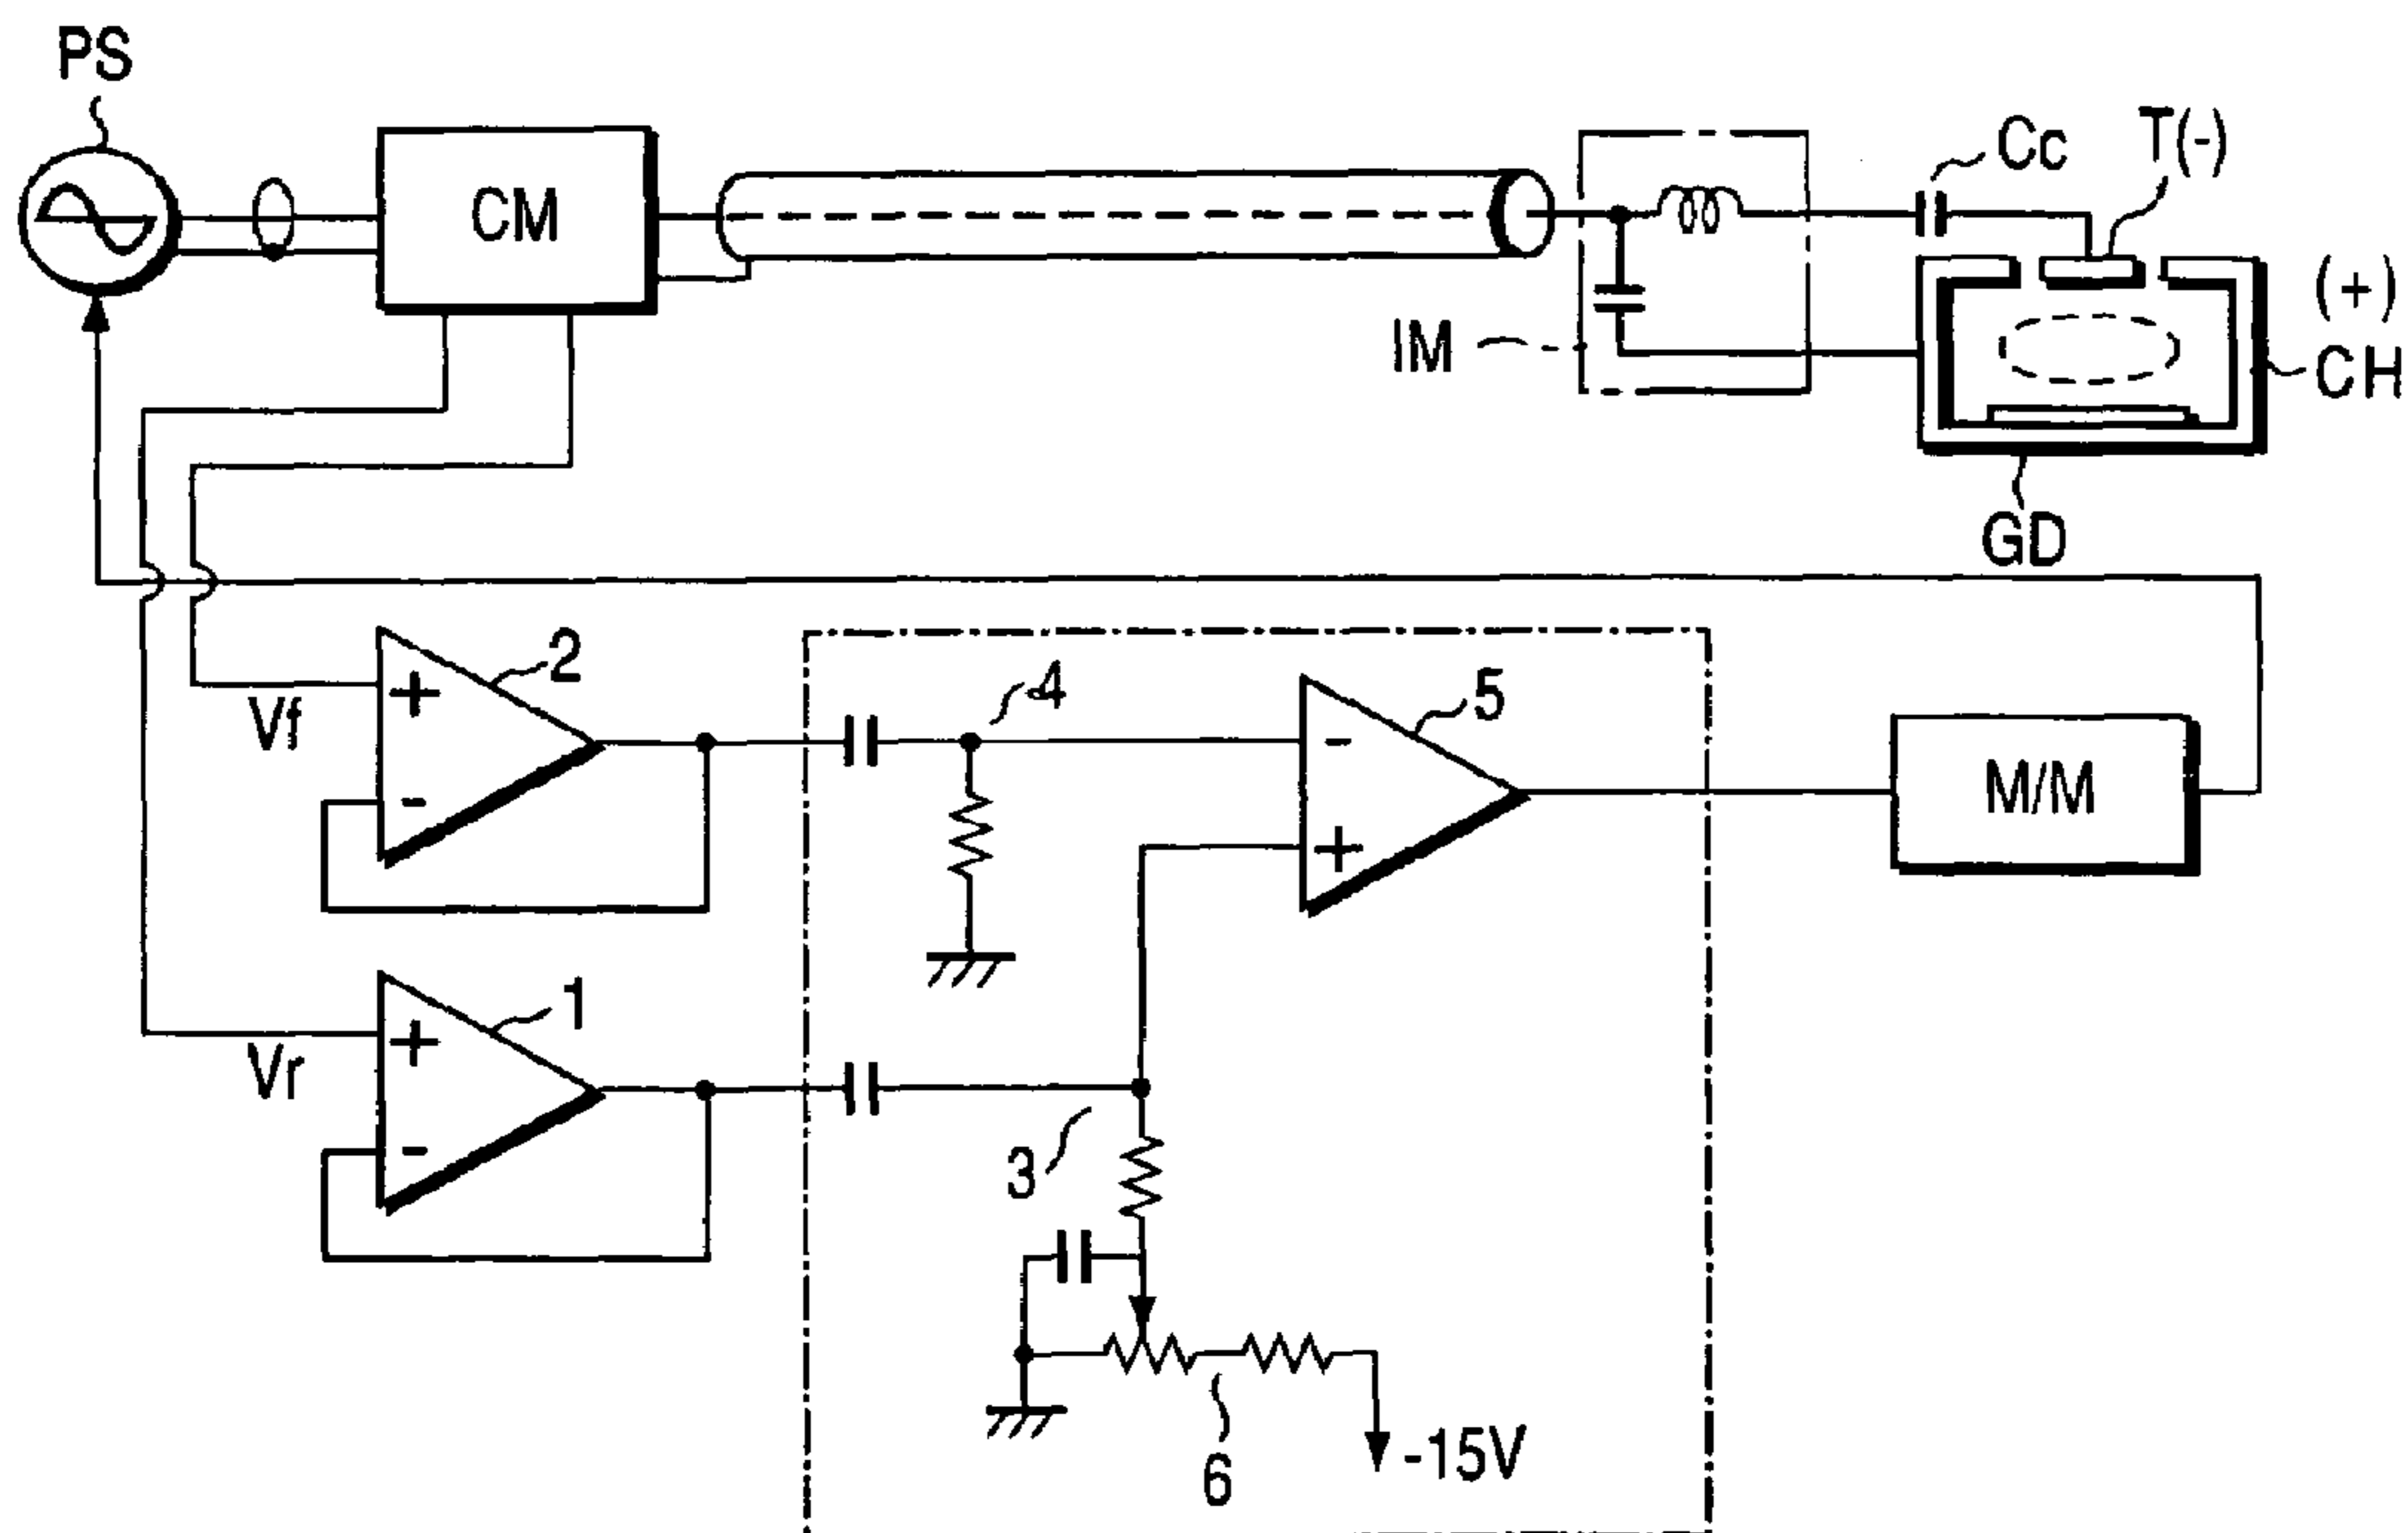 PS
CM
Cc
T(-)
(+)
CH
IM
GD
2
Vf
+
-
4
5
-
+
M/M
1
Vr
+
-
3
6
-15V